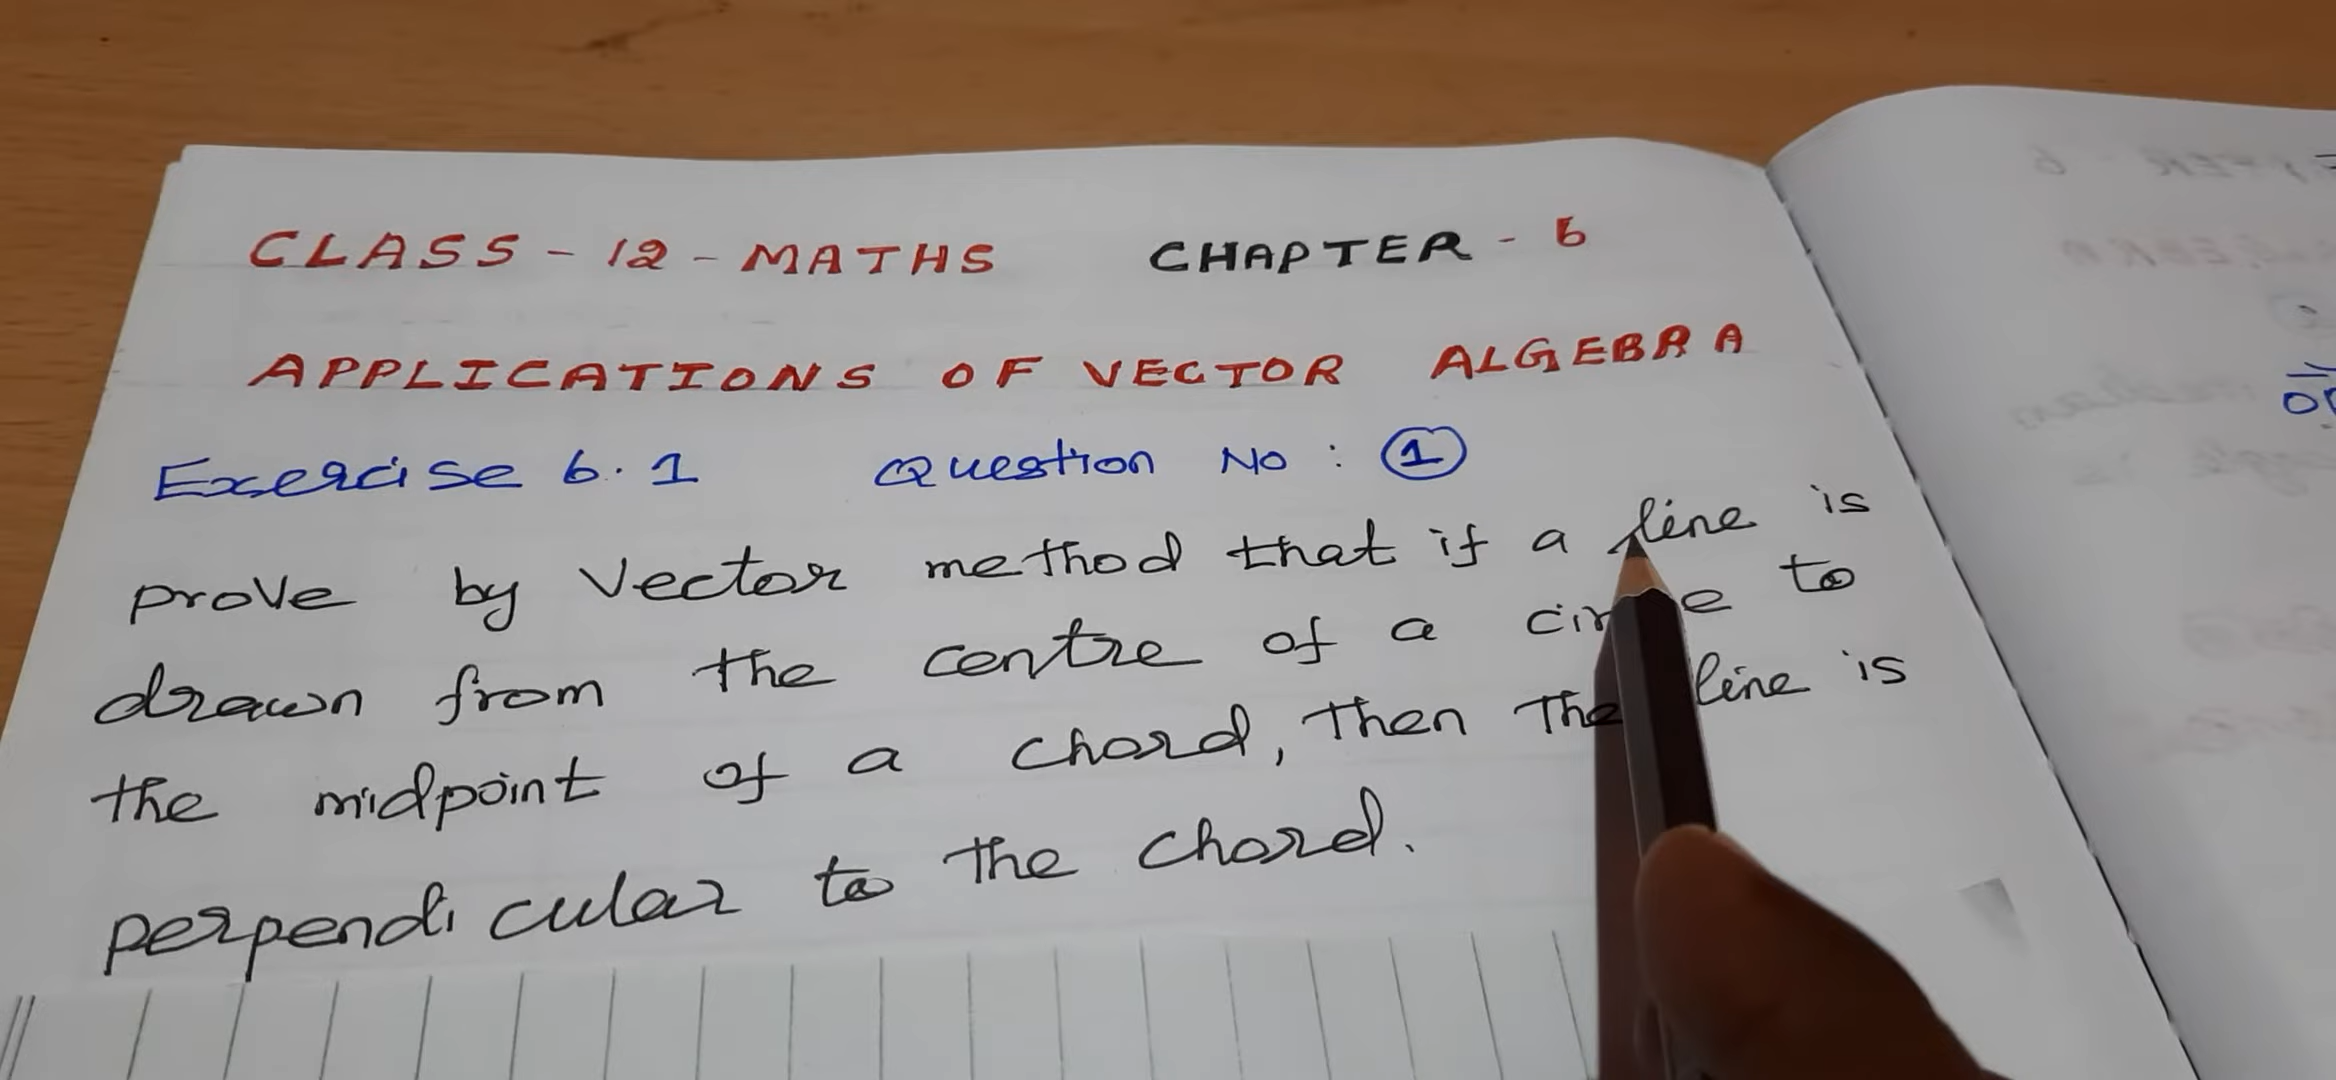 CLASS - 12 - MATHS CHAPTER - 6
APPLICATIONS OF VECTOR ALGEBRA
Exercise 6.1 Question No : 1
prove by vector method that if a line is
drawn from the centre of a to
the midpoint of a chord, then the line is
perpendicular to the chord.